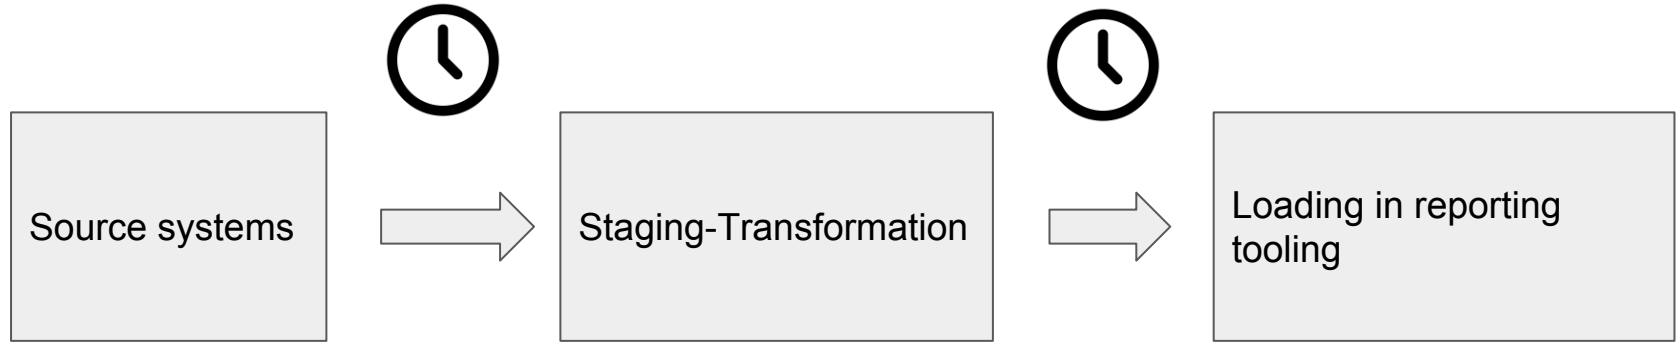 Source systems
Staging-Transformation
Loading in reporting
tooling